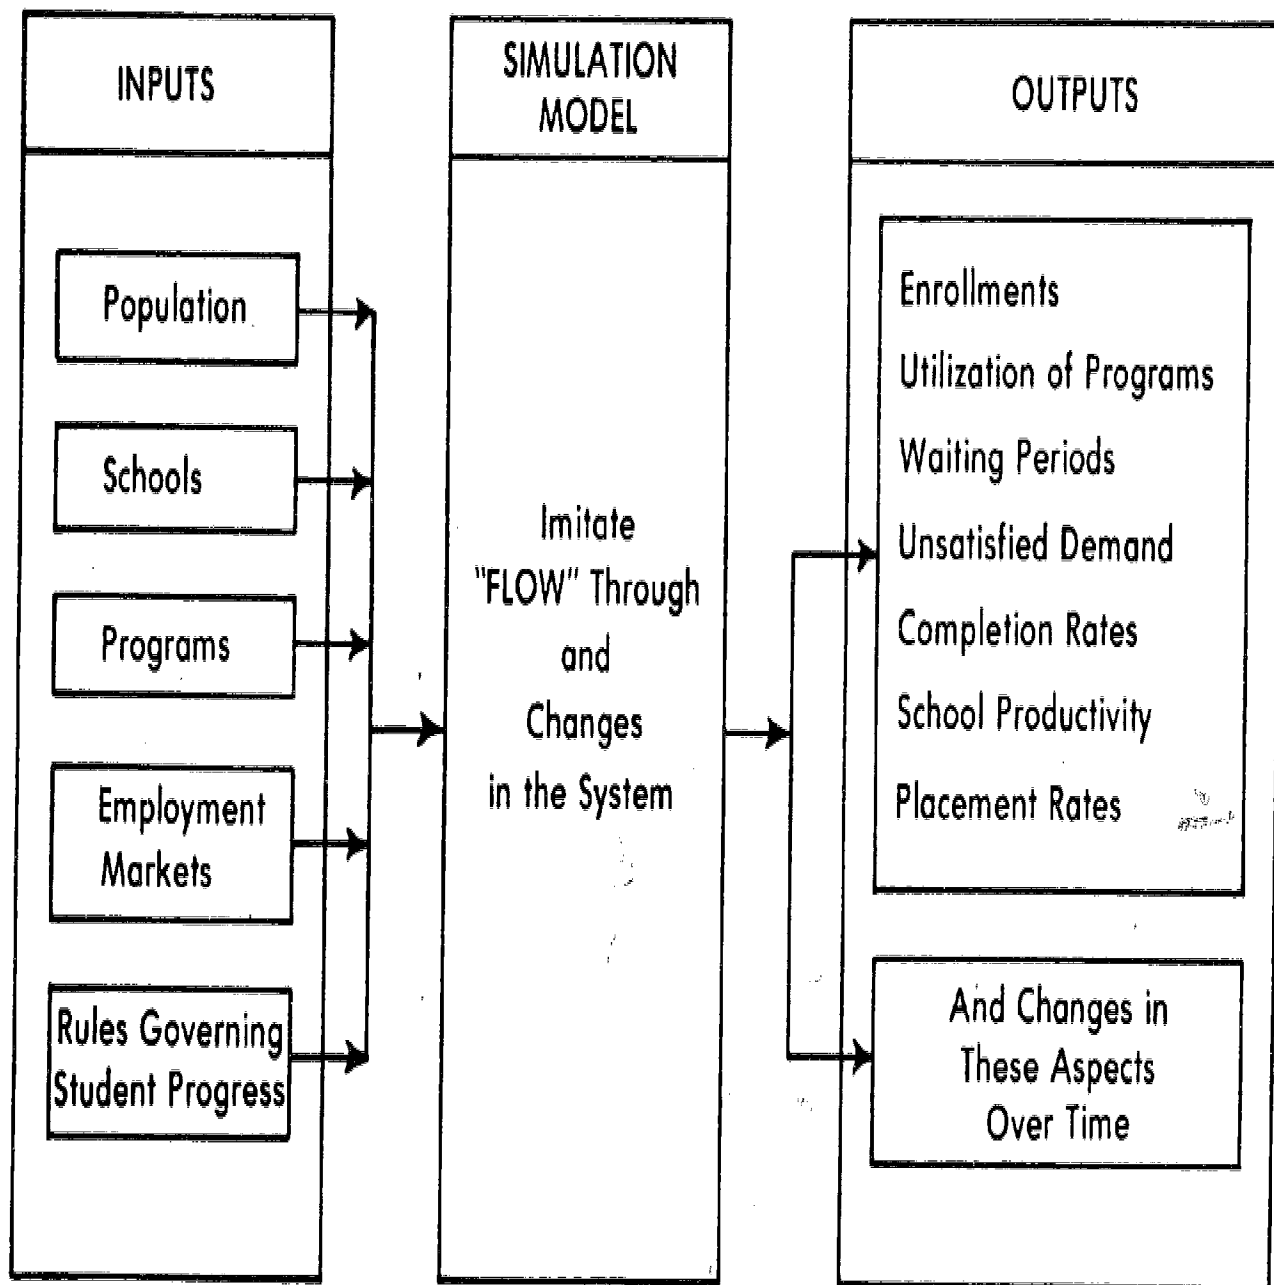 INPUTS
Population
Schools
Programs
Employment
Markets
Rules Governing
Student Progress
SIMULATION
MODEL
Imitate
"FLOW" Through
and
Changes
in the System
OUTPUTS
Enrollments
Utilization of Programs
Waiting Periods
Unsatisfied Demand
Completion Rates
School Productivity
Placement Rates
And Changes in
These Aspects
Over Time